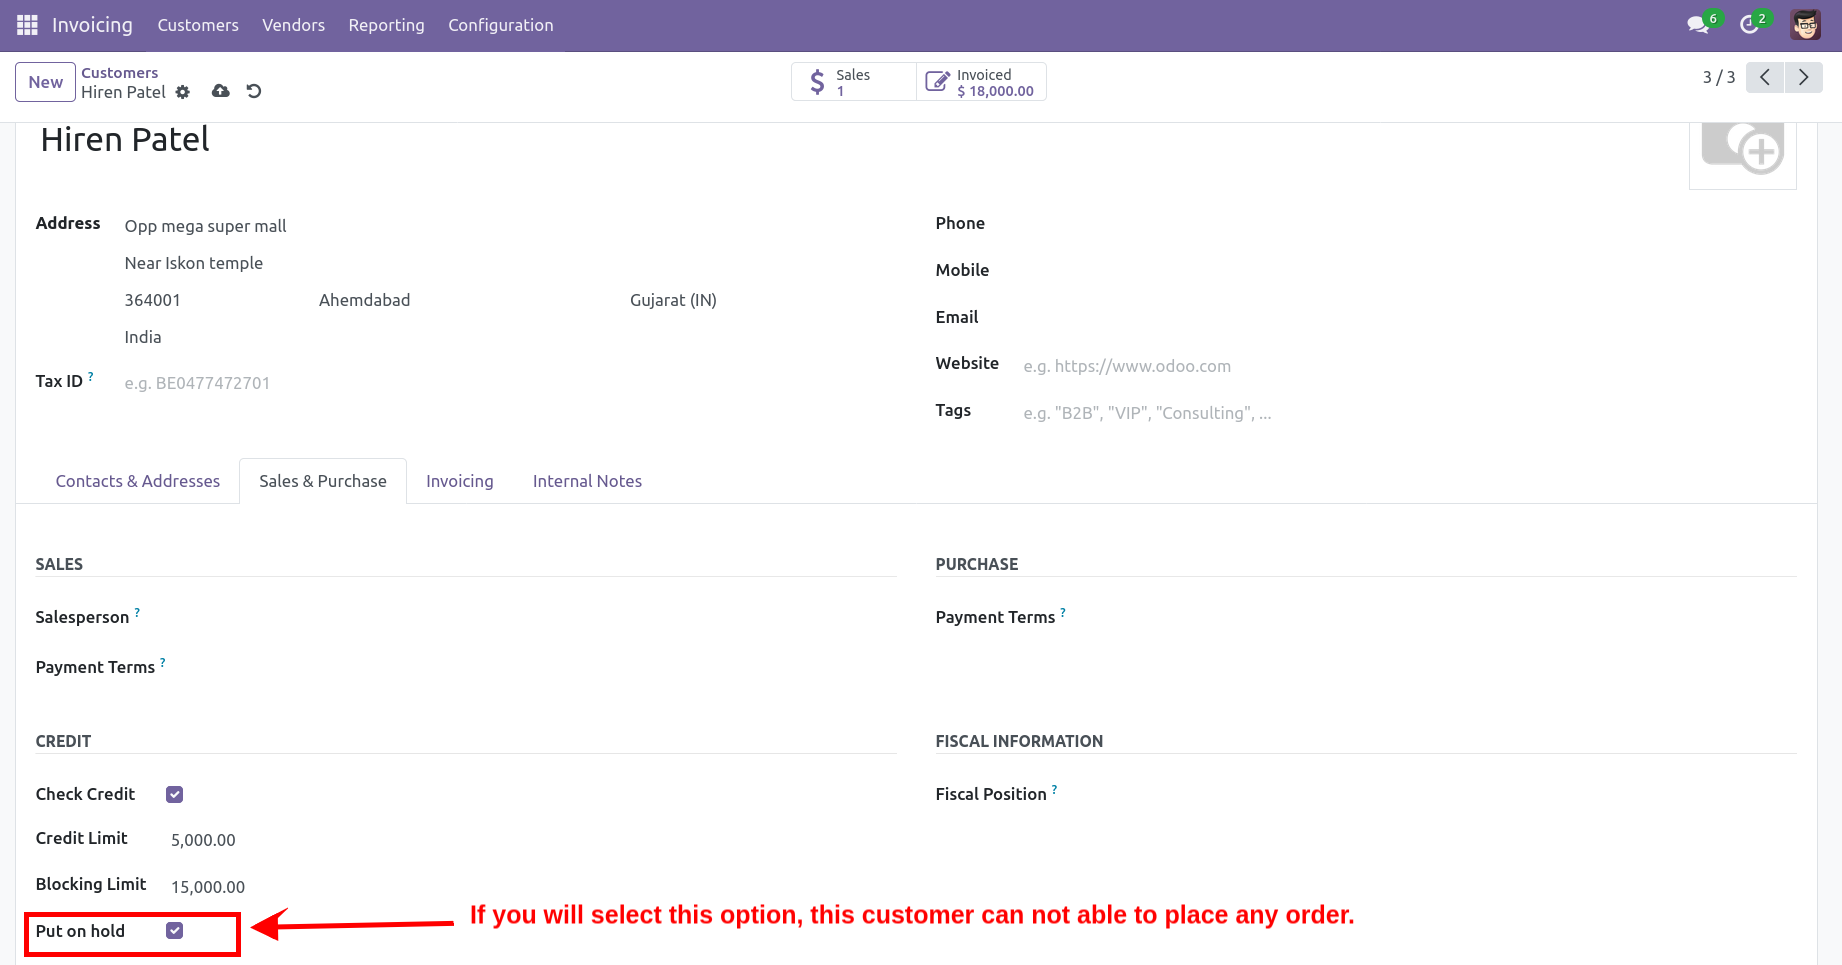 Invoicing Customers Vendors Reporting Configuration 6 2
New Customers Sales Invoiced 3 / 3
Hiren Patel 1 $ 18,000.00
Hiren Patel
Address Opp mega super mall Phone
Near Iskon temple Mobile
364001 Ahemdabad Gujarat (IN) Email
India Website e.g. https://www.odoo.com
Tax ID ? e.g. BE0477472701 Tags e.g. "B2B", "VIP", "Consulting", ...
Contacts & Addresses Sales & Purchase Invoicing Internal Notes
SALES PURCHASE
Salesperson ? Payment Terms ?
Payment Terms ?
CREDIT FISCAL INFORMATION
Check Credit Fiscal Position ?
Credit Limit 5,000.00
Blocking Limit 15,000.00
Put on hold If you will select this option, this customer can not able to place any order.